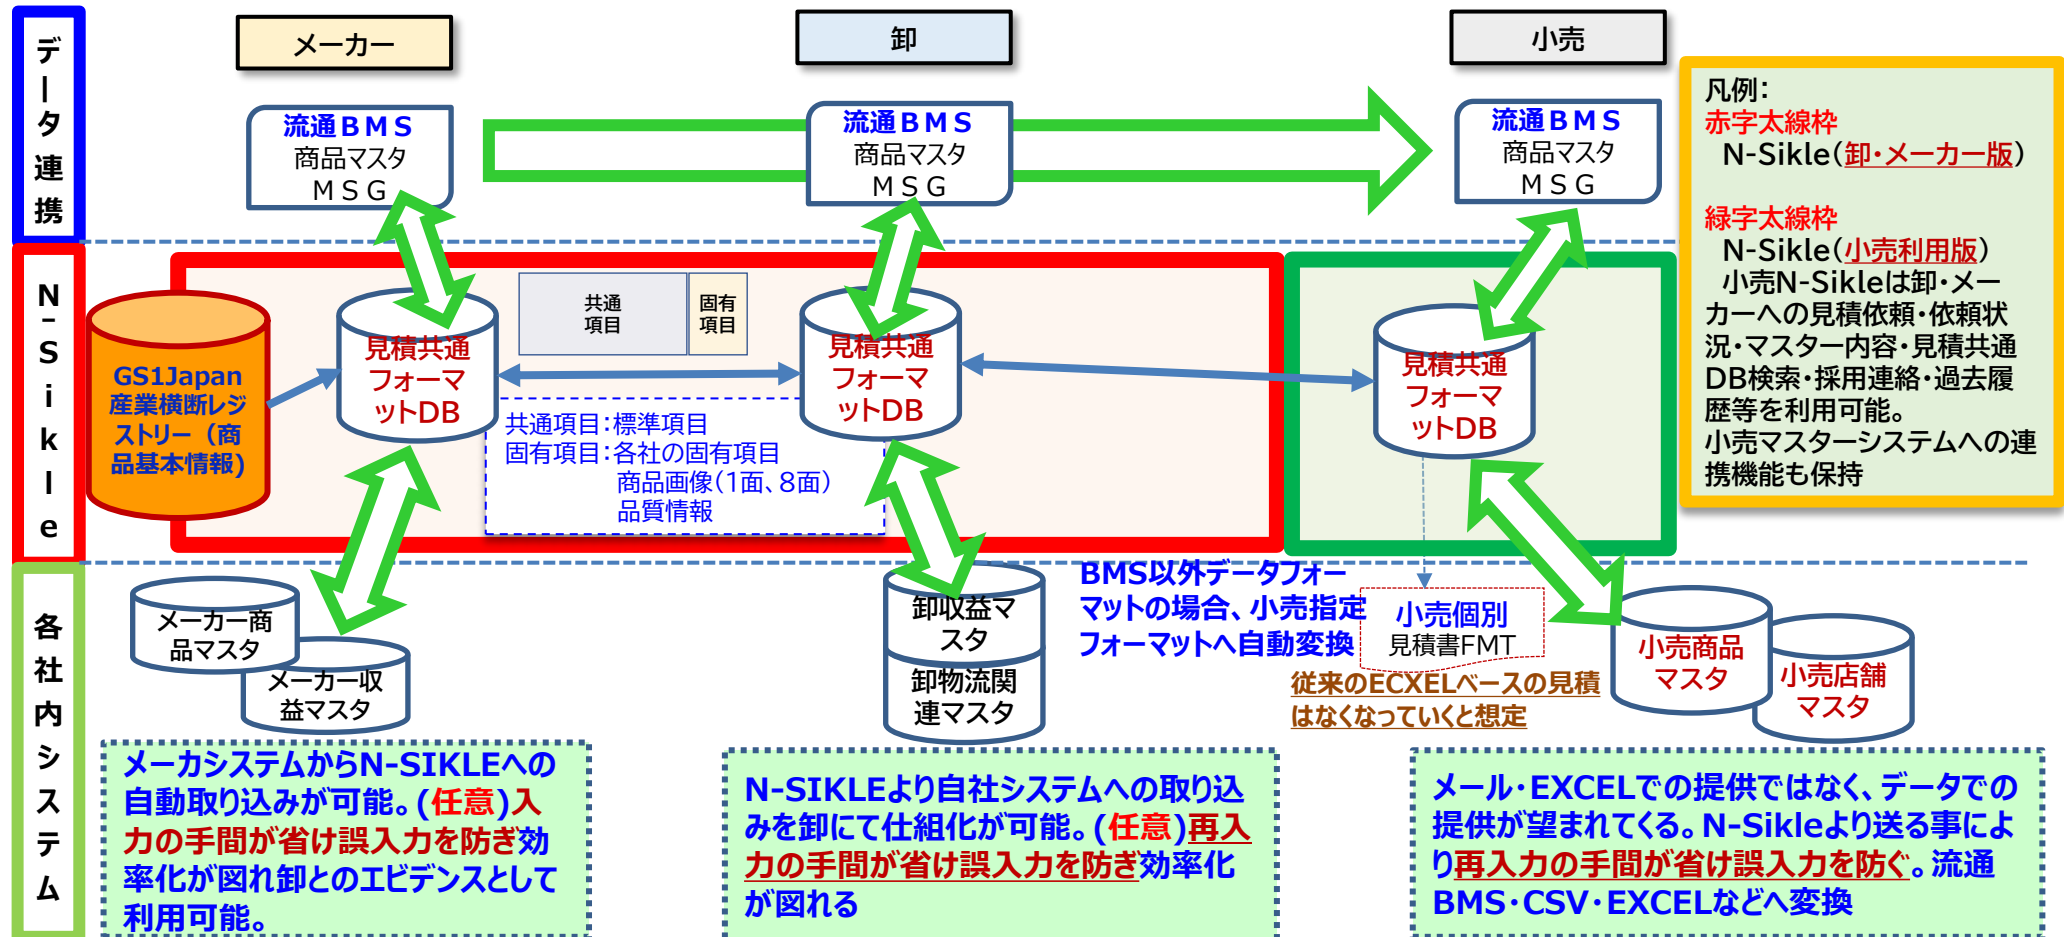 データ連携
メーカー
卸
小売
流通BMS
商品マスタ
MSG
流通BMS
商品マスタ
MSG
流通BMS
商品マスタ
MSG
凡例：
赤字太線枠
N-Sikle（卸・メーカー版）
緑字太線枠
N-Sikle（小売利用版）
小売N-Sikleは卸・メー
カーへの見積依頼・依頼状
況・マスター内容・見積共通
DB検索・採用連絡・過去履
歴等を利用可能。
小売マスターシステムへの連
携機能も保持
N-Sikle
GS1Japan
産業横断レジ
ストリー（商
品基本情報)
見積共通
フォーマ
ットDB
共通
項目
固有
項目
見積共通
フォーマ
ットDB
見積共通
フォーマ
ットDB
共通項目：標準項目
固有項目：各社の固有項目
商品画像（1面、8面）
品質情報
各社内システム
メーカー商
品マスタ
メーカー収
益マスタ
卸収益マ
スタ
卸物流関
連マスタ
BMS以外データフォー
マットの場合、小売指定
フォーマットへ自動変換
小売個別
見積書FMT
従来のECXELベースの見積
はなくなっていくと想定
小売商品
マスタ
小売店舗
マスタ
メーカシステムからN-SIKLEへの
自動取り込みが可能。(任意)入
力の手間が省け誤入力を防ぎ効
率化が図れ卸とのエビデンスとして
利用可能。
N-SIKLEより自社システムへの取り込
みを卸にて仕組化が可能。(任意)再入
力の手間が省け誤入力を防ぎ効率化
が図れる
メール・EXCELでの提供ではなく、データでの
提供が望まれてくる。N-Sikleより送る事によ
り再入力の手間が省け誤入力を防ぐ。流通
BMS・CSV・EXCELなどへ変換